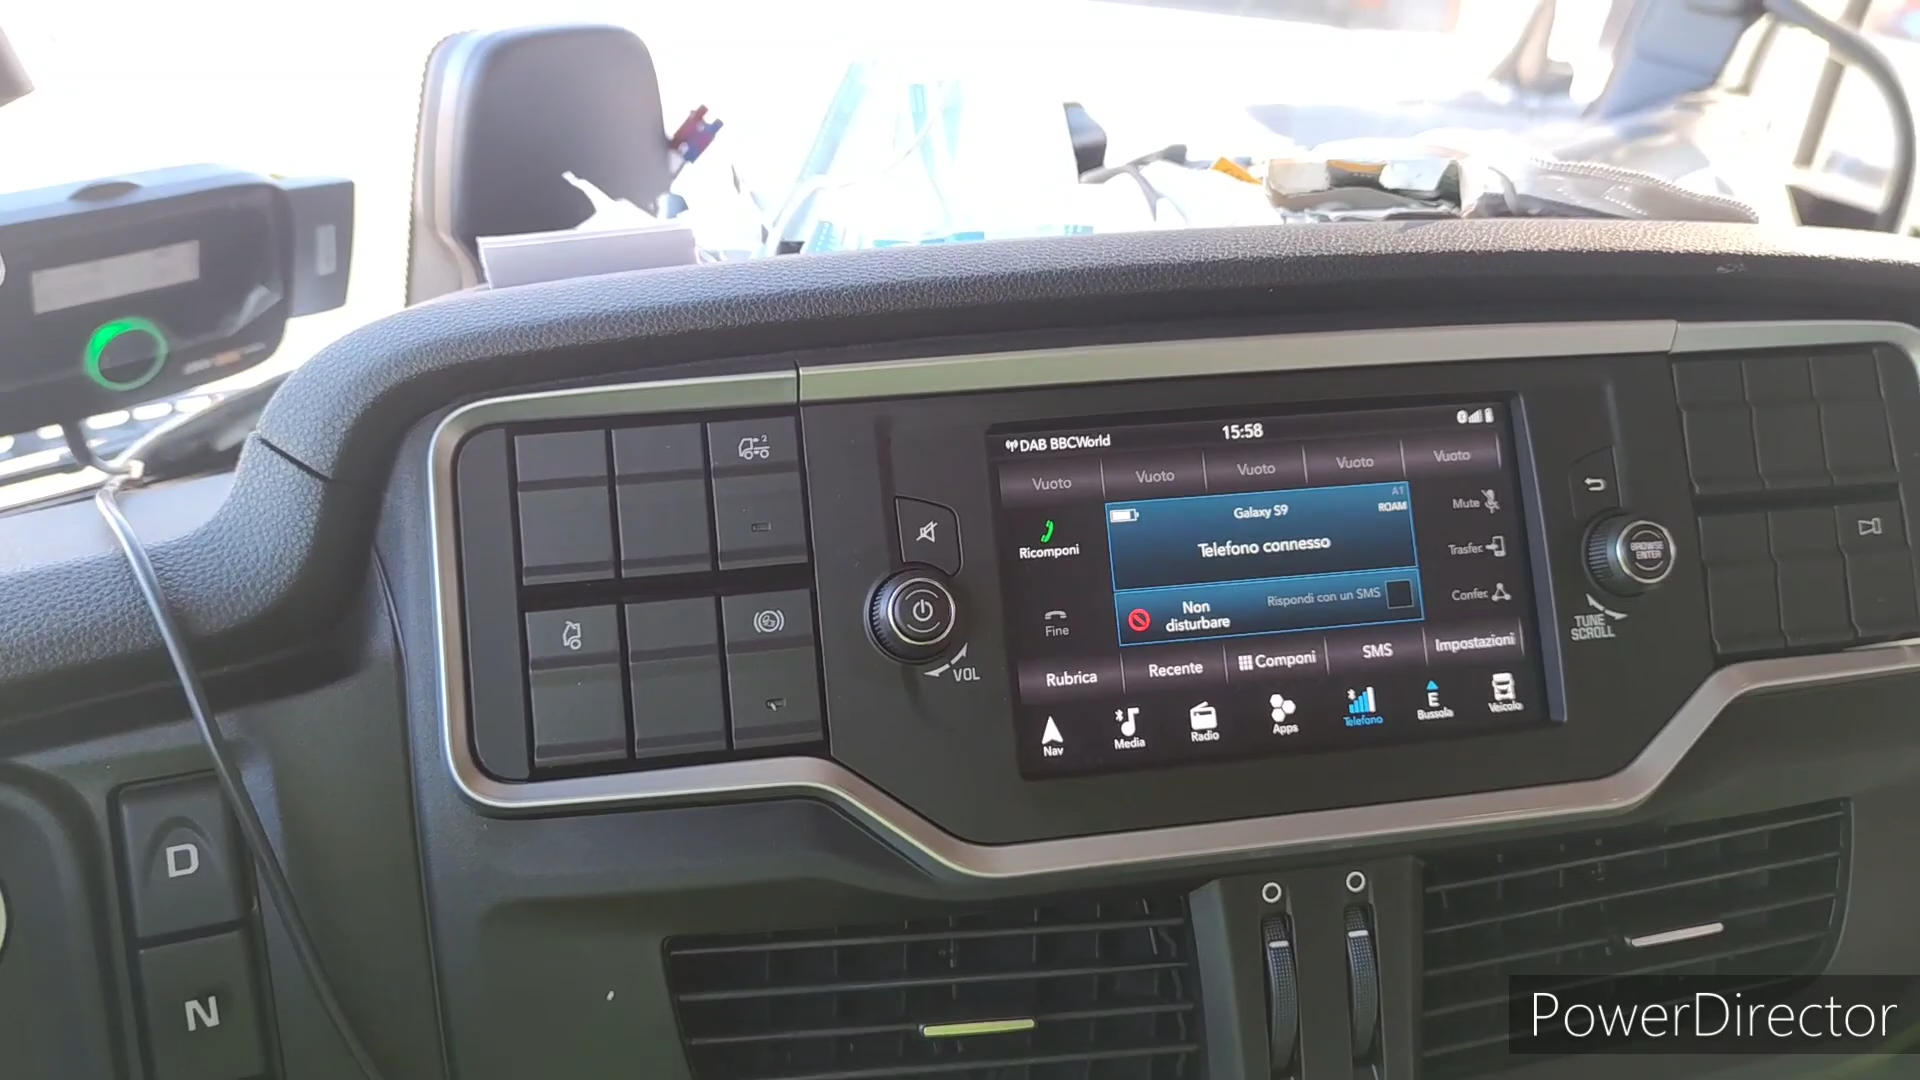 DAB BBCWorld
15:58
Vuoto
Vuoto
Vuoto
Vuoto
Vuoto
A1
Galaxy S9
ROAM
Mute
Ricomponi
Telefono connesso
Trasfer.
Non
disturbare
Rispondi con un SMS
Confer.
Fine
Rubrica
Recente
Componi
SMS
Impostazioni
Nav
Media
Radio
Apps
Telefono
E
Bussola
Veicolo
VOL
BROWSE
ENTER
TUNE
SCROLL
2
D
N
PowerDirector